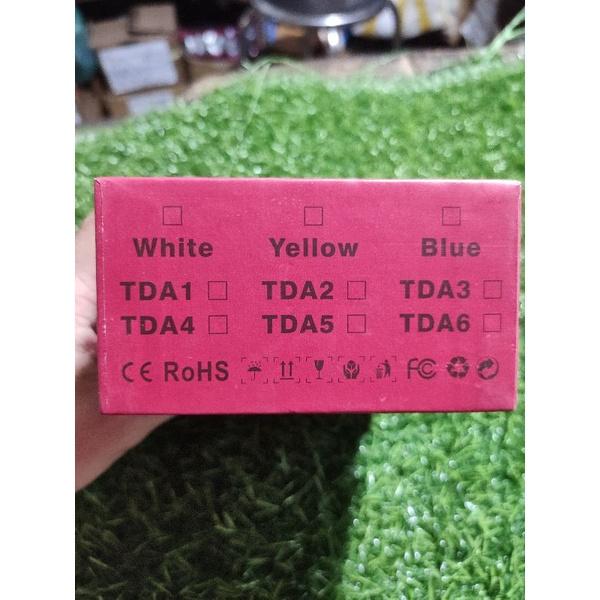 White Yellow Blue
TDA1 TDA2 TDA3
TDA4 TDA5 TDA6
CE RoHS FC